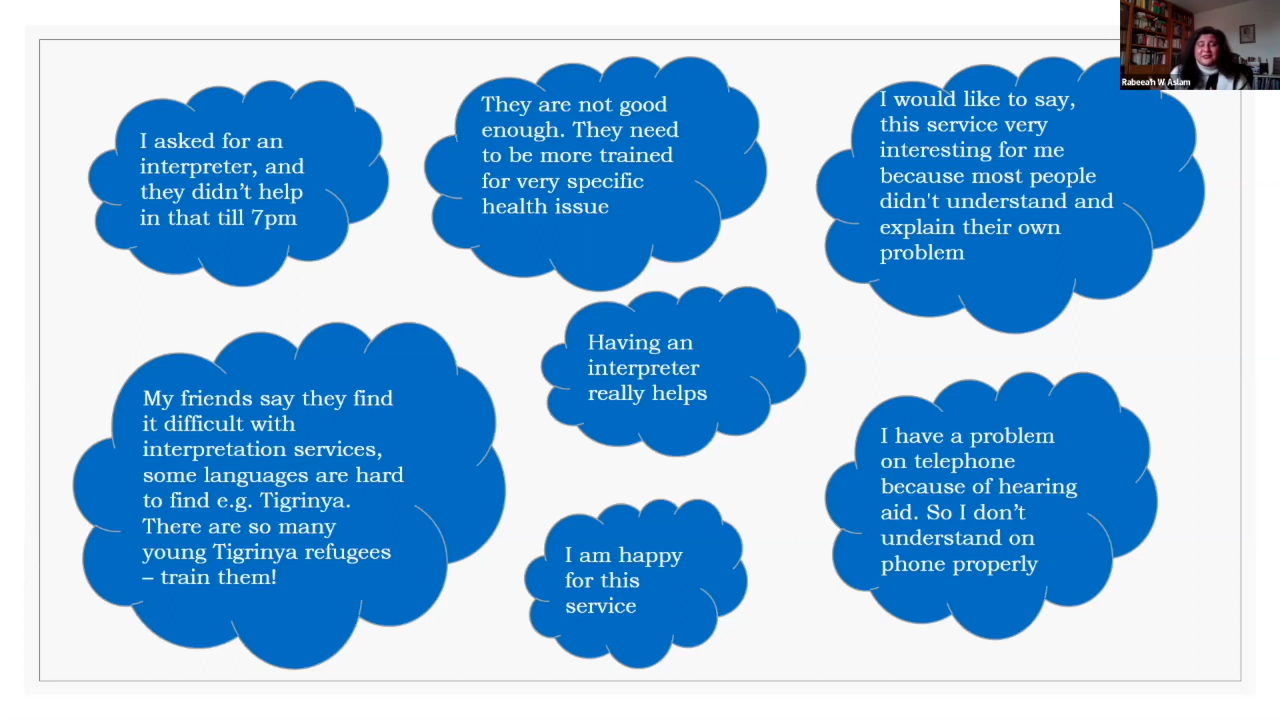 I asked for an
interpreter, and
they didn’t help
in that till 7pm
They are not good
enough. They need
to be more trained
for very specific
health issue
I would like to say,
this service very
interesting for me
because most people
didn't understand and
explain their own
problem
Rabeeah W. Aslam
My friends say they find
it difficult with
interpretation services,
some languages are hard
to find e.g. Tigrinya.
There are so many
young Tigrinya refugees
– train them!
Having an
interpreter
really helps
I am happy
for this
service
I have a problem
on telephone
because of hearing
aid. So I don’t
understand on
phone properly